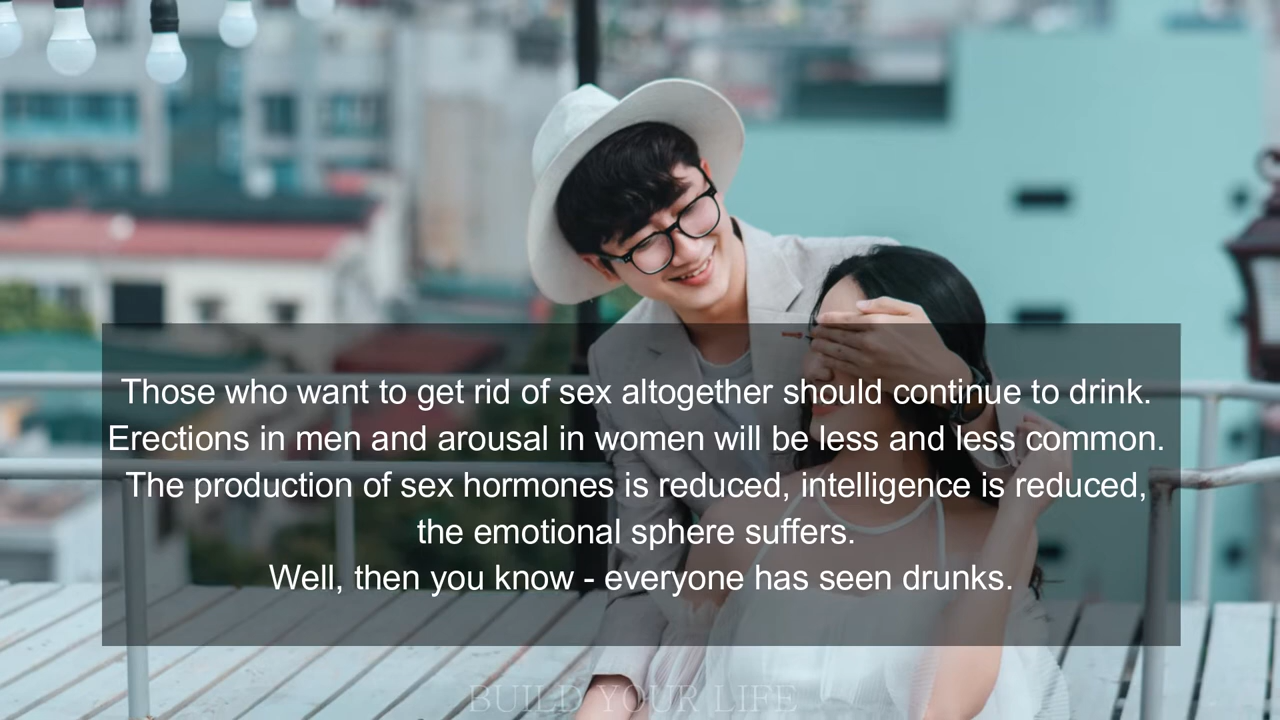 Those who want to get rid of sex altogether should continue to drink.
Erections in men and arousal in women will be less and less common.
The production of sex hormones is reduced, intelligence is reduced,
the emotional sphere suffers.
Well, then you know - everyone has seen drunks.
BUILD YOUR LIFE